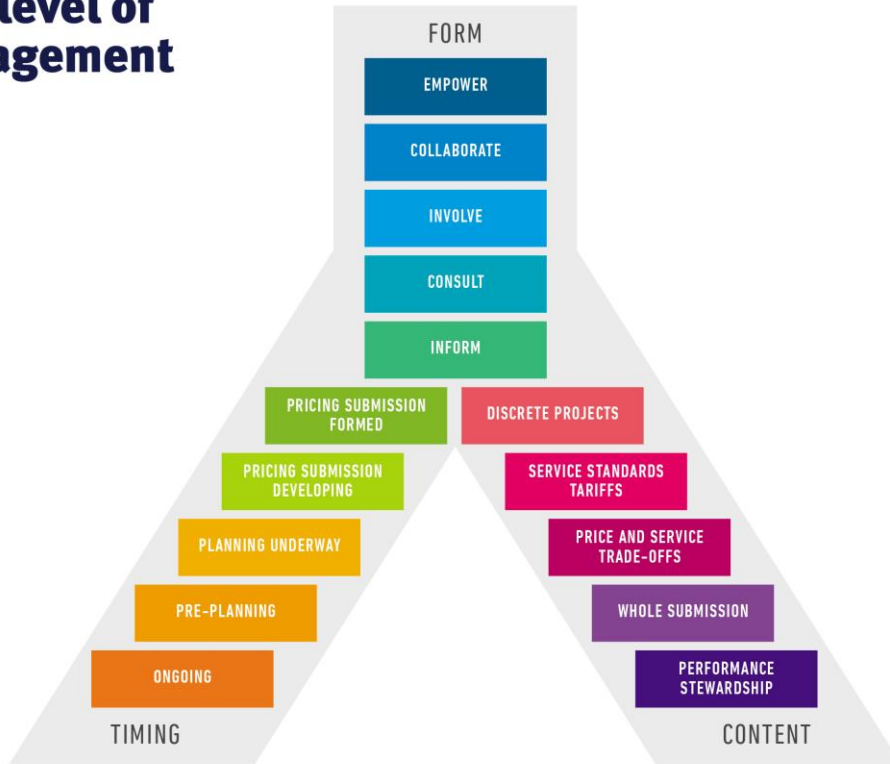 level of
FORM
EMPOWER
COLLABORATE
INVOLVE
CONSULT
INFORM
PRICING SUBMISSION
FORMED
DISCRETE PROJECTS
PRICING SUBMISSION
DEVELOPING
SERVICE STANDARDS
TARIFFS
PLANNING UNDERWAY
PRICE AND SERVICE
TRADE-OFFS
PRE-PLANNING
WHOLE SUBMISSION
ONGOING
PERFORMANCE
STEWARDSHIP
TIMING
CONTENT